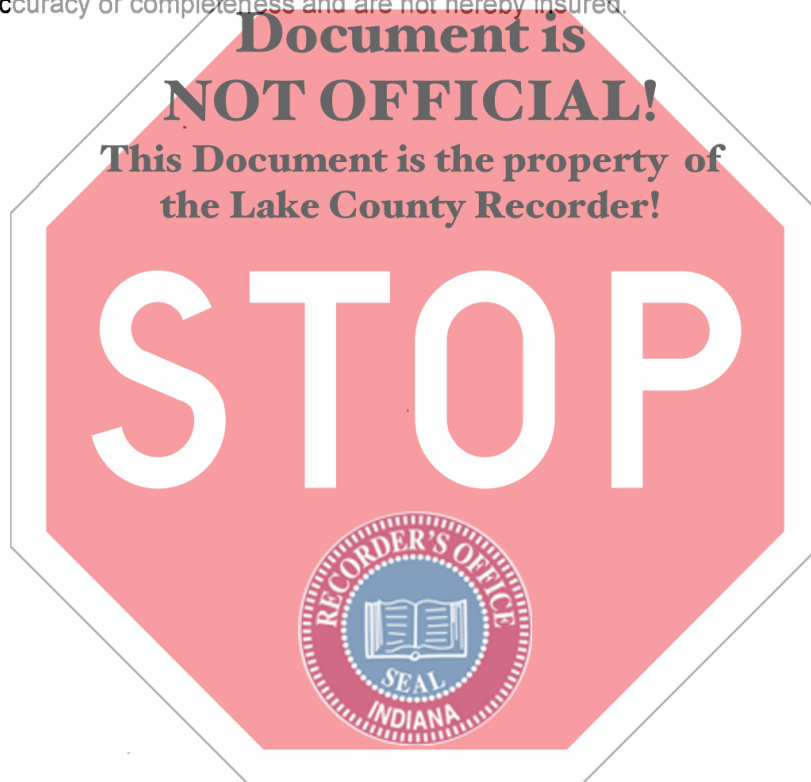 ccuracy or completeness and are not hereby insured.
Document is
NOT OFFICIAL!
This Document is the property of
the Lake County Recorder!
STOP
RECORDER'S OFFICE
SEAL
INDIANA